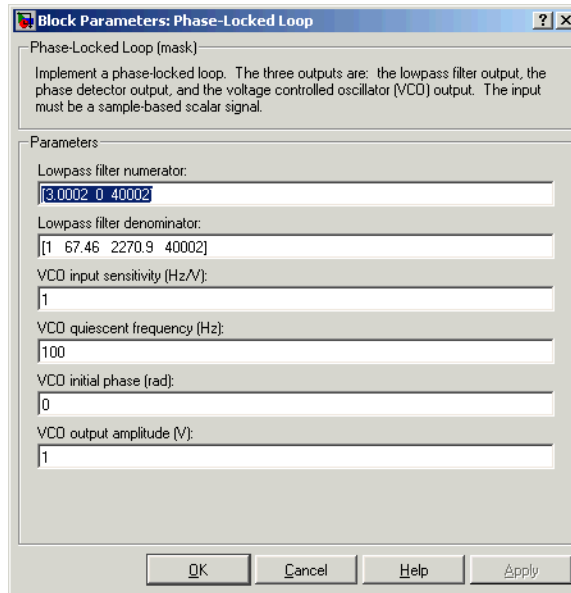 Block Parameters: Phase-Locked Loop
Phase-Locked Loop (mask)
Implement a phase-locked loop. The three outputs are: the lowpass filter output, the
phase detector output, and the voltage controlled oscillator (VCO) output. The input
must be a sample-based scalar signal.
Parameters
Lowpass filter numerator:
[3.0002 0 40002]
Lowpass filter denominator:
[1 67.46 2270.9 40002]
VCO input sensitivity (Hz/V):
1
VCO quiescent frequency (Hz):
100
VCO initial phase (rad):
0
VCO output amplitude (V):
1
OK Cancel Help Apply